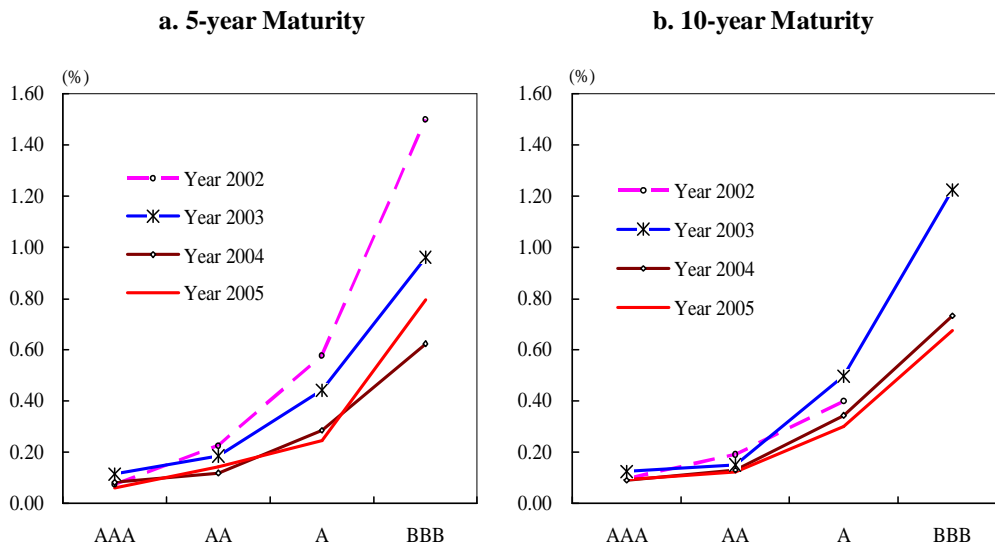 a. 5-year Maturity
(%)
1.60
1.40
1.20
1.00
0.80
0.60
0.40
0.20
0.00
Year 2002
Year 2003
Year 2004
Year 2005
AAA AA A BBB
b. 10-year Maturity
(%)
1.60
1.40
1.20
1.00
0.80
0.60
0.40
0.20
0.00
Year 2002
Year 2003
Year 2004
Year 2005
AAA AA A BBB